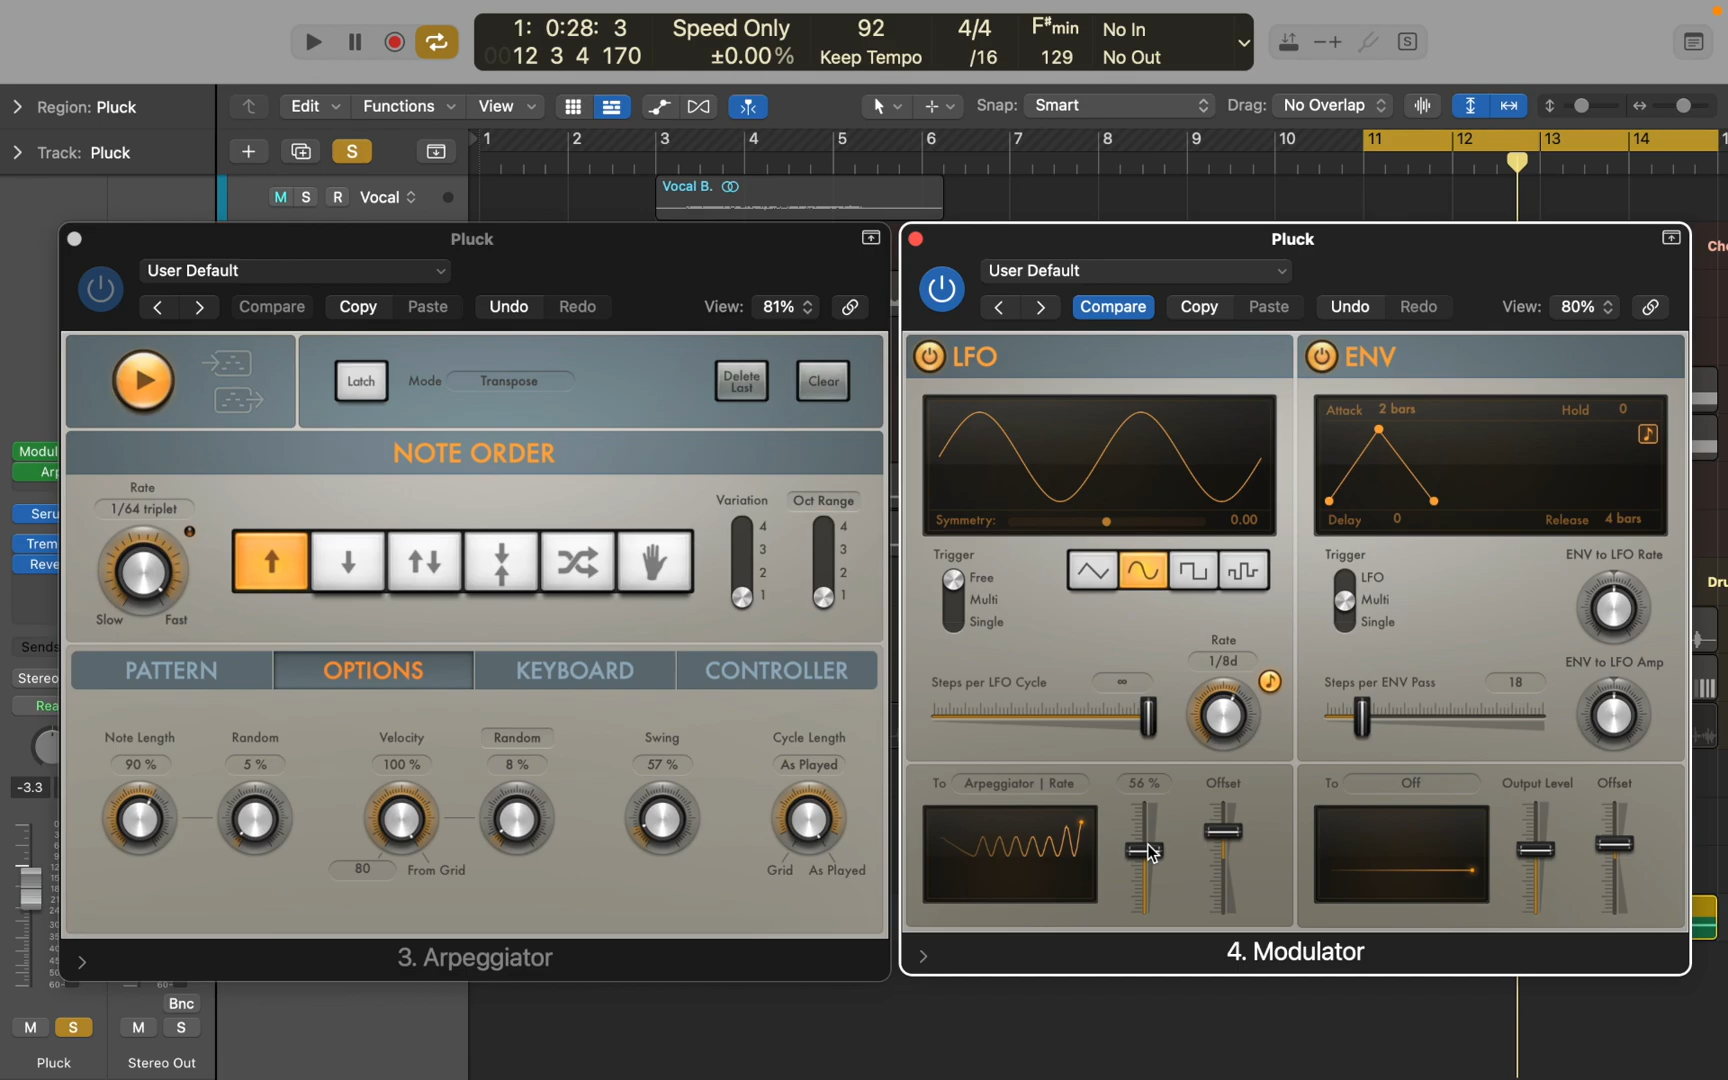 1: 0:28: 3 Speed Only 92 4/4 F#min No In
0012 3 4 170 ±0.00% Keep Tempo /16 129 No Out
S
Region: Pluck
Edit Functions View Snap: Smart Drag: No Overlap
Track: Pluck
S
1 2 3 4 5 6 7 8 9 10 11 12 13 14
M S R Vocal
Vocal B.
Pluck
User Default
Compare Copy Paste Undo Redo View: 81%
Latch Mode Transpose Delete Last Clear
NOTE ORDER
Rate
1/64 triplet
Slow Fast
Variation Oct Range
4 4
3 3
2 2
1 1
PATTERN OPTIONS KEYBOARD CONTROLLER
Note Length Random Velocity Random Swing Cycle Length
90 % 5 % 100 % 8 % 57 % As Played
80 From Grid Grid As Played
3. Arpeggiator
Pluck
User Default
Compare Copy Paste Undo Redo View: 80%
LFO
Symmetry: 0.00
Trigger
Free
Multi
Single
Rate
1/8d
Steps per LFO Cycle ∞
To Arpeggiator | Rate 56 % Offset
ENV
Attack 2 bars Hold 0
Delay 0 Release 4 bars
Trigger ENV to LFO Rate
LFO
Multi
Single
ENV to LFO Amp
Steps per ENV Pass 18
To Off Output Level Offset
4. Modulator
Modul
Arp
Seru
Trem
Reve
Sends
Stereo
Rea
-3.3
Bnc
M S M S
Pluck Stereo Out
Cho
Dru